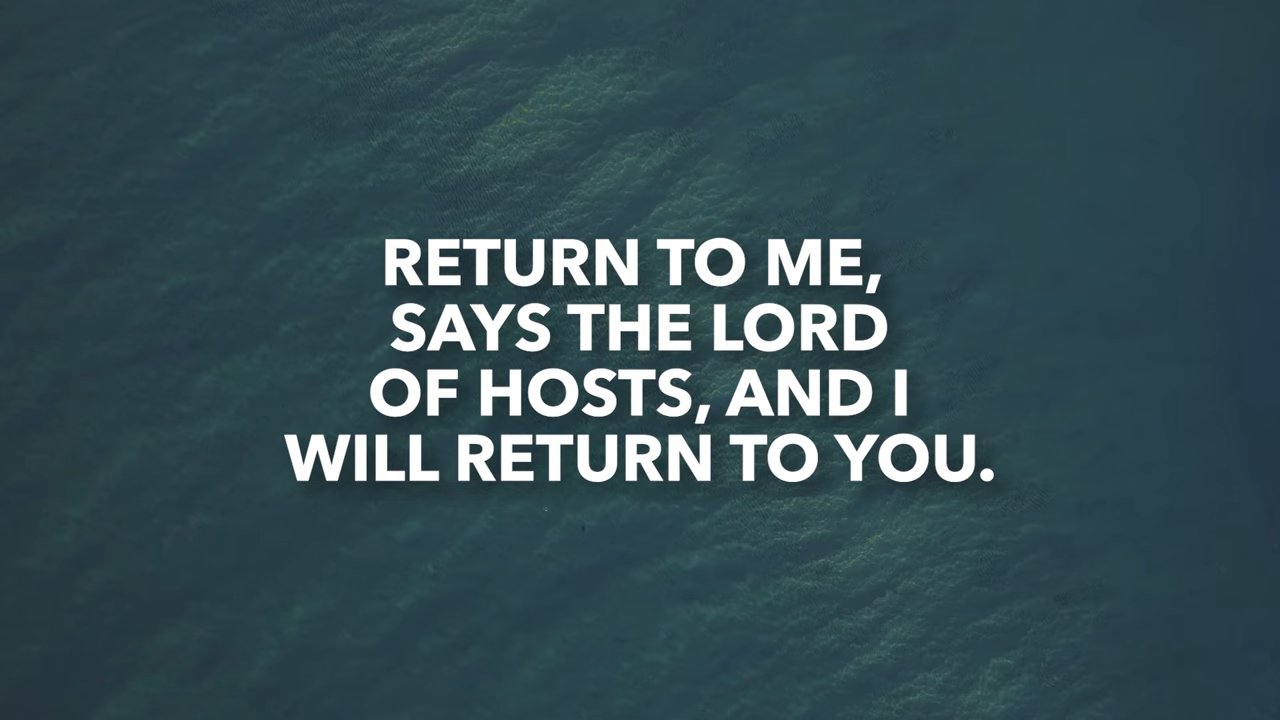 RETURN TO ME,
SAYS THE LORD
OF HOSTS, AND I
WILL RETURN TO YOU.